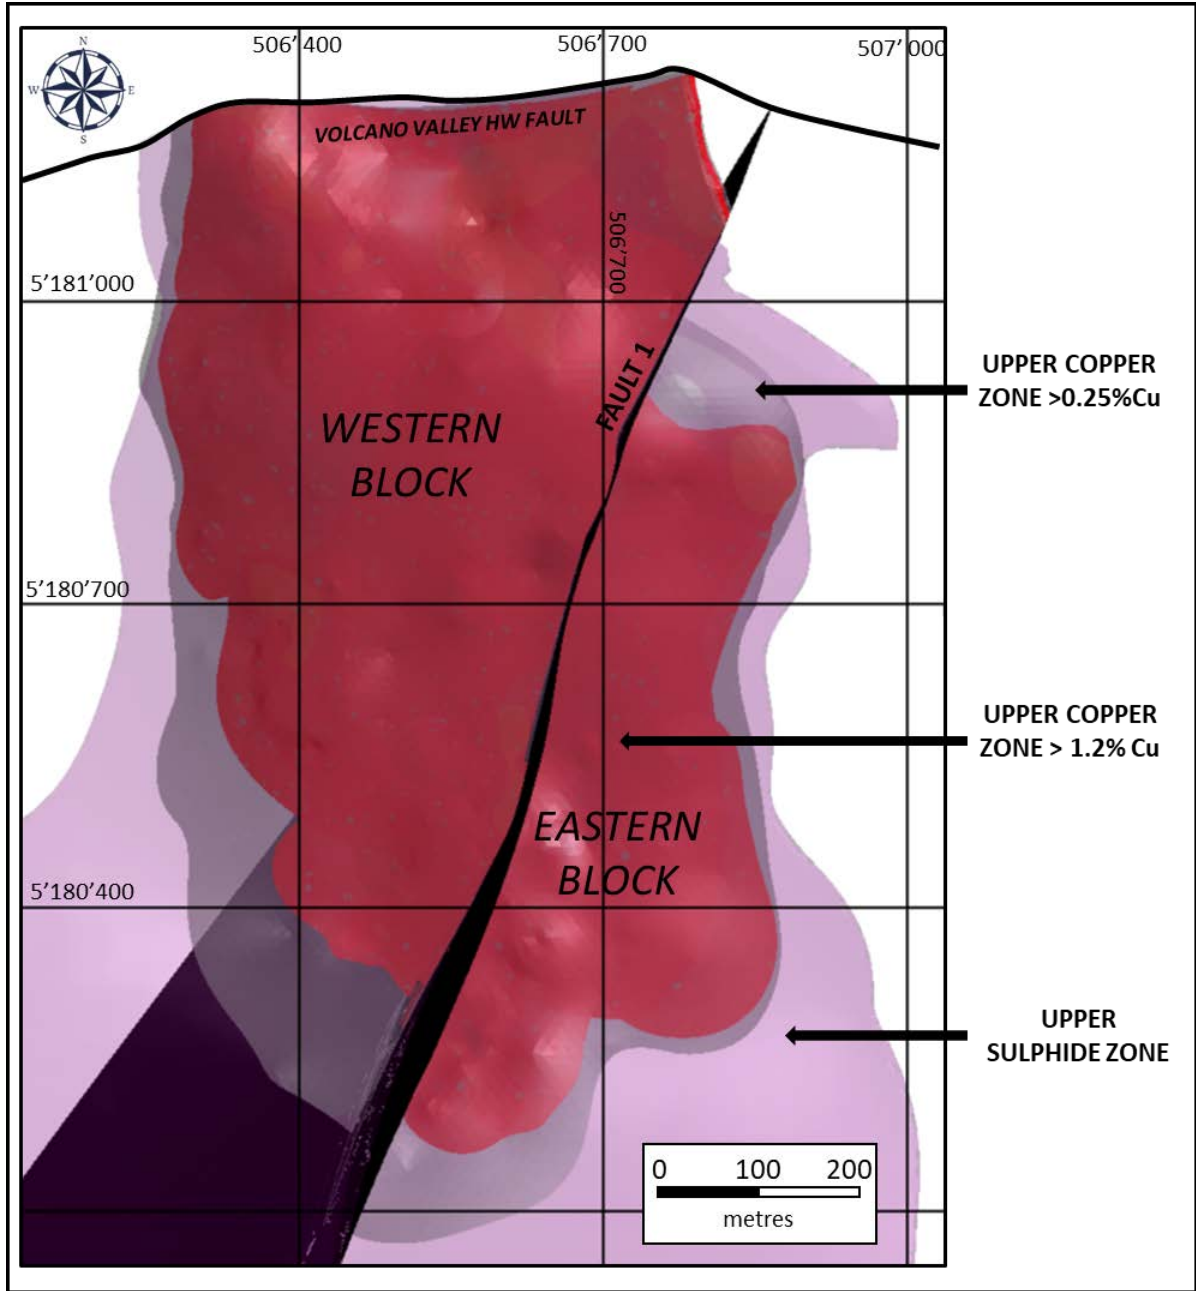 506'400
506'700
507'000
N
W
E
S
VOLCANO VALLEY HW FAULT
506'700
5'181'000
FAULT 1
UPPER COPPER
ZONE >0.25%Cu
WESTERN
BLOCK
5'180'700
UPPER COPPER
ZONE > 1.2% Cu
EASTERN
BLOCK
5'180'400
UPPER
SULPHIDE ZONE
0 100 200
metres